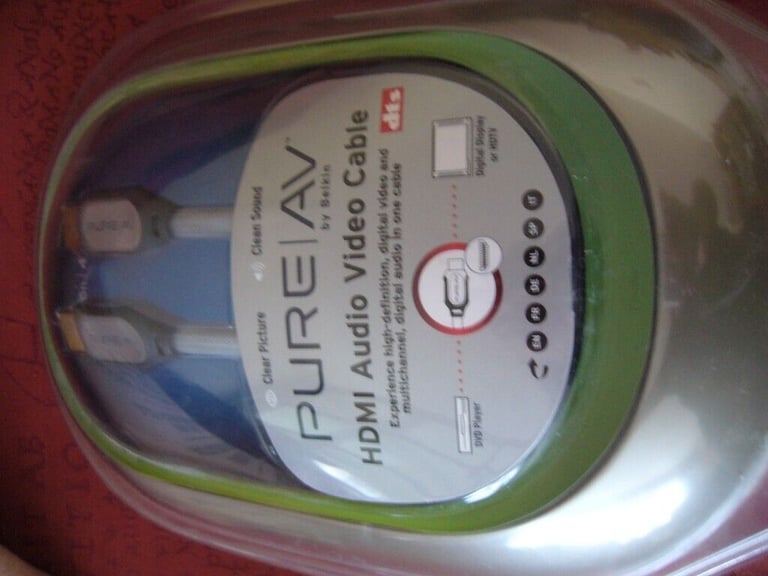 Clear Picture
Clean Sound
PURE|AV™
by Belkin
HDMI Audio Video Cable
dts
Experience high-definition, digital video and
multichannel, digital audio in one cable
DVD Player
Digital Display
or HDTV
EN FR DE NL SP IT